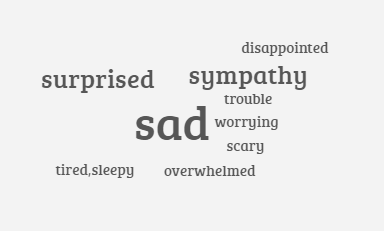 disappointed
surprised sympathy
trouble
sad worrying
scary
tired,sleepy overwhelmed